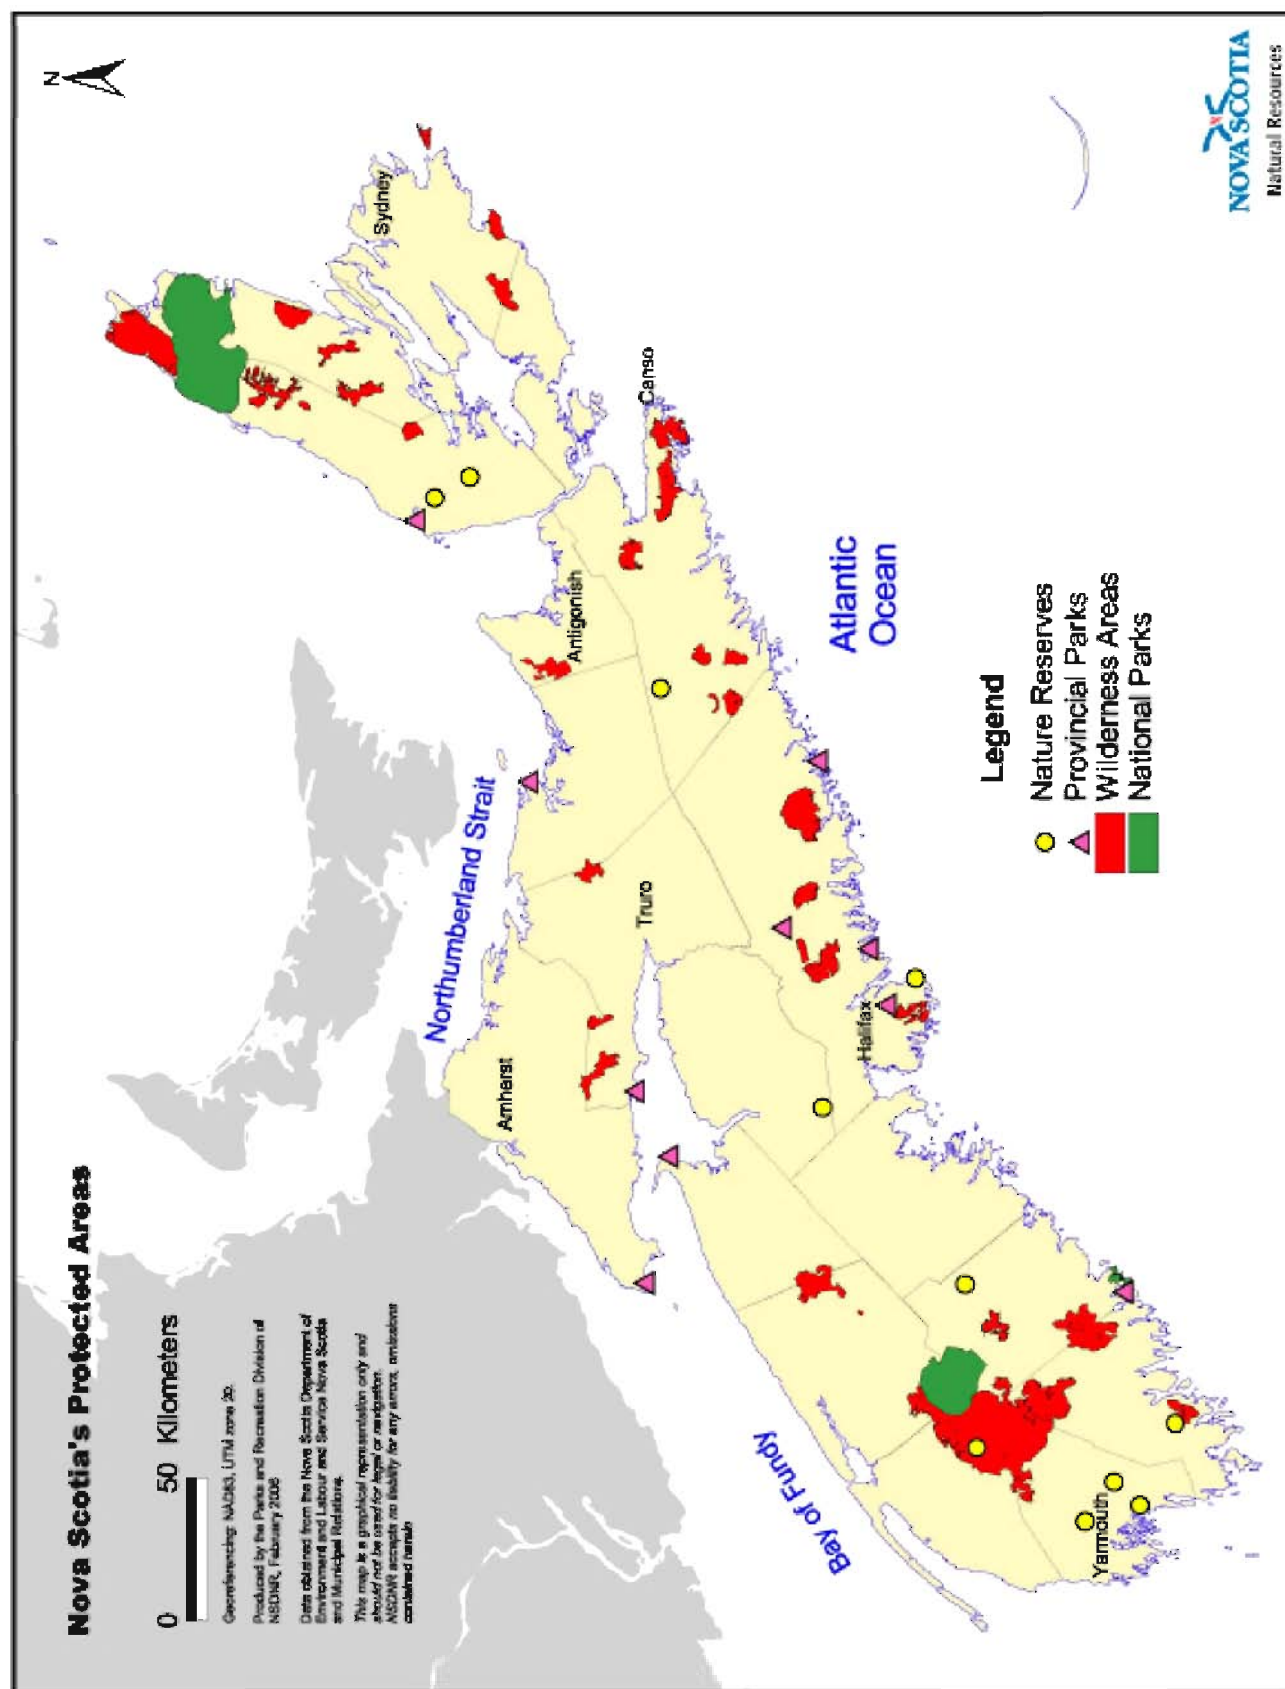 Nova Scotia's Protected Areas
0 50 Kilometers
Georeferencing: NAD83, UTM zone 20.
Produced by the Parks and Recreation Division of
NSDNR, February 2006
Data obtained from the Nova Scotia Department of
Environment and Labour and Service Nova Scotia
and Municipal Relations.
This map is a graphical representation only and
should not be used for legal or navigation.
NSDNR accepts no liability for any errors, omissions
contained herein
N
Sydney
Canso
Antigonish
Northumberland Strait
Amherst
Truro
Halifax
Atlantic
Ocean
Bay of Fundy
Yarmouth
Legend
Nature Reserves
Provincial Parks
Wilderness Areas
National Parks
NOVA SCOTIA
Natural Resources